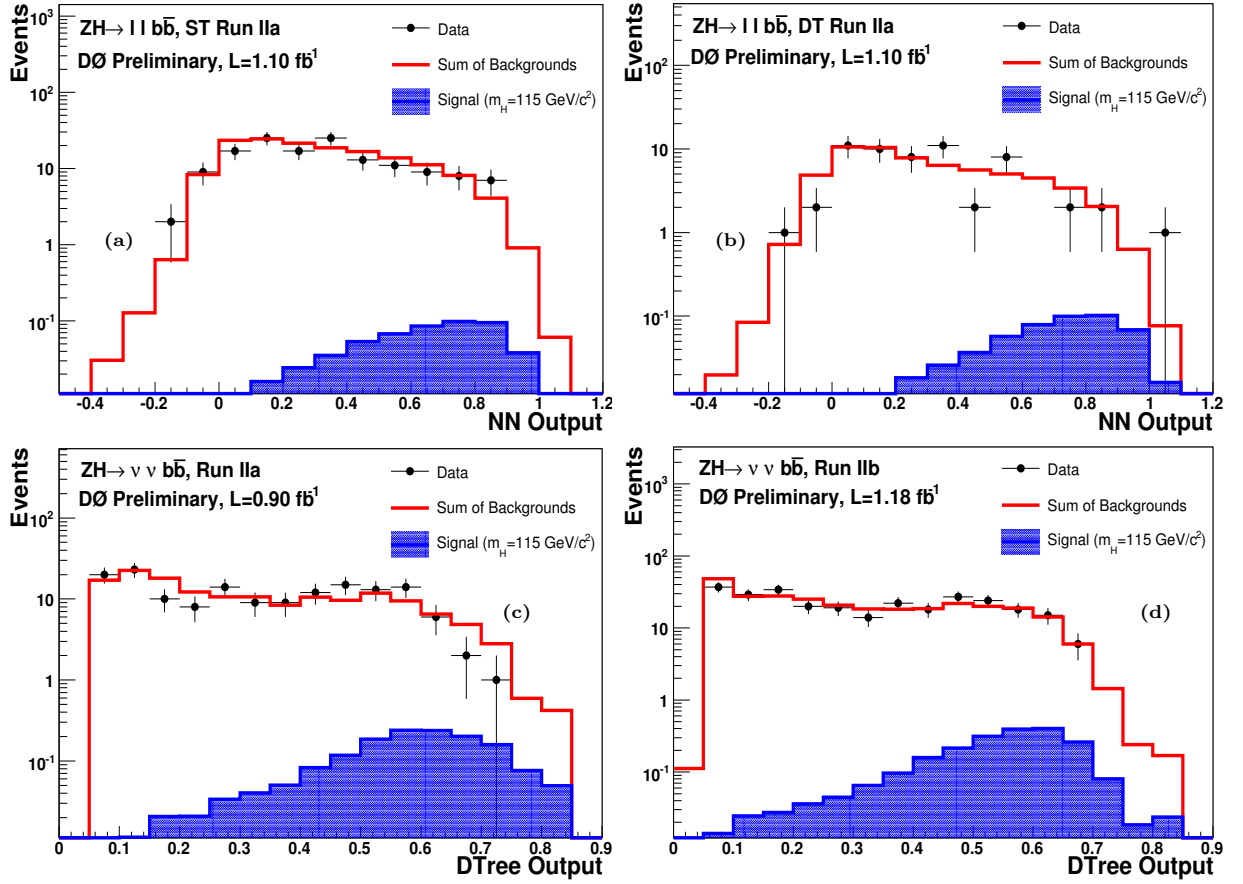 Events
ZH→ l l bb̅, ST Run IIa
DØ Preliminary, L=1.10 fb⁻¹
Data
Sum of Backgrounds
Signal (m_H=115 GeV/c²)
(a)
10³
10²
10
1
10⁻¹
-0.4 -0.2 0 0.2 0.4 0.6 0.8 1 1.2
NN Output
Events
ZH→ l l bb̅, DT Run IIa
DØ Preliminary, L=1.10 fb⁻¹
Data
Sum of Backgrounds
Signal (m_H=115 GeV/c²)
(b)
10²
10
1
10⁻¹
-0.4 -0.2 0 0.2 0.4 0.6 0.8 1 1.2
NN Output
Events
ZH→ ν ν bb̅, Run IIa
DØ Preliminary, L=0.90 fb⁻¹
Data
Sum of Backgrounds
Signal (m_H=115 GeV/c²)
(c)
10²
10
1
10⁻¹
0 0.1 0.2 0.3 0.4 0.5 0.6 0.7 0.8 0.9
DTree Output
Events
ZH→ ν ν bb̅, Run IIb
DØ Preliminary, L=1.18 fb⁻¹
Data
Sum of Backgrounds
Signal (m_H=115 GeV/c²)
(d)
10³
10²
10
1
10⁻¹
0 0.1 0.2 0.3 0.4 0.5 0.6 0.7 0.8 0.9
DTree Output